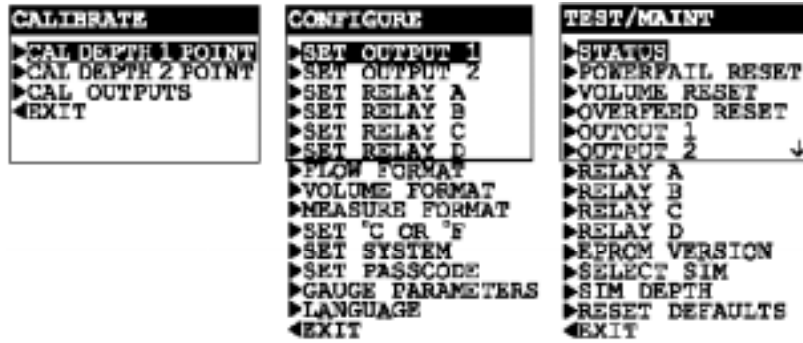 CALIBRATE
▶CAL DEPTH 1 POINT
▶CAL DEPTH 2 POINT
▶CAL OUTPUTS
◀EXIT
CONFIGURE
▶SET OUTPUT 1
▶SET OUTPUT 2
▶SET RELAY A
▶SET RELAY B
▶SET RELAY C
▶SET RELAY D
▶FLOW FORMAT
▶VOLUME FORMAT
▶MEASURE FORMAT
▶SET °C OR °F
▶SET SYSTEM
▶SET PASSCODE
▶GAUGE PARAMETERS
▶LANGUAGE
◀EXIT
TEST/MAINT
▶STATUS
▶POWERFAIL RESET
▶VOLUME RESET
▶OVERFEED RESET
▶OUTCUT 1
▶OUTPUT 2 ↓
▶RELAY A
▶RELAY B
▶RELAY C
▶RELAY D
▶EPROM VERSION
▶SELECT SIM
▶SIM DEPTH
▶RESET DEFAULTS
◀EXIT